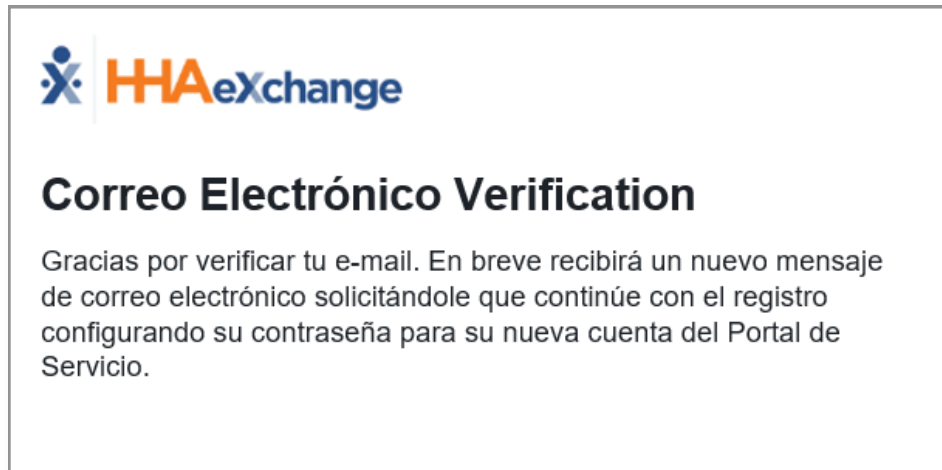 HHAeXchange
Correo Electrónico Verification
Gracias por verificar tu e-mail. En breve recibirá un nuevo mensaje
de correo electrónico solicitándole que continúe con el registro
configurando su contraseña para su nueva cuenta del Portal de
Servicio.